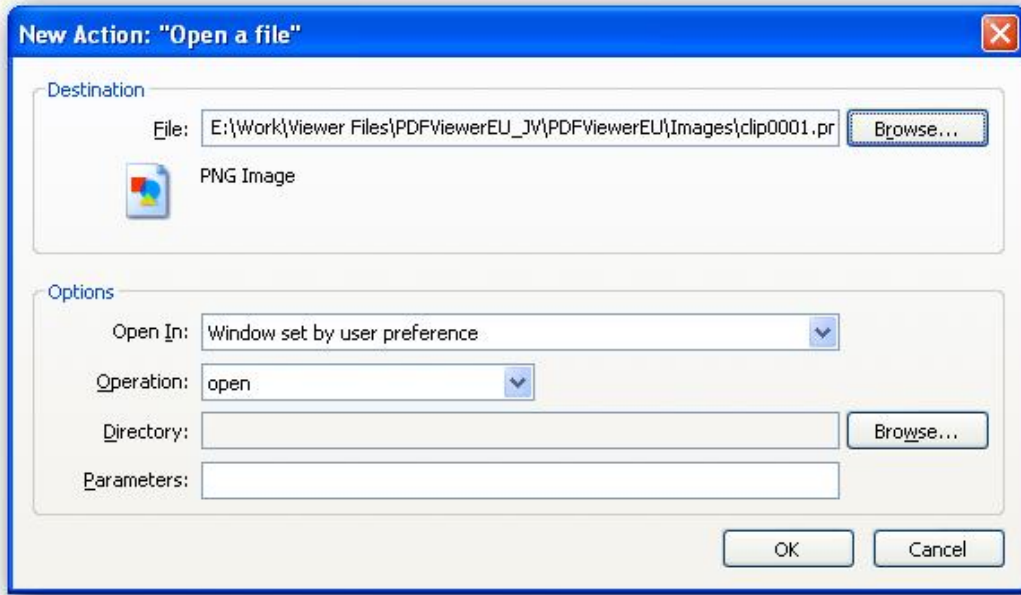 New Action: "Open a file"
Destination
File: E:\Work\Viewer Files\PDFViewerEU_JV\PDFViewerEU\Images\clip0001.pr Browse...
PNG Image
Options
Open In: Window set by user preference
Operation: open
Directory: Browse...
Parameters:
OK Cancel